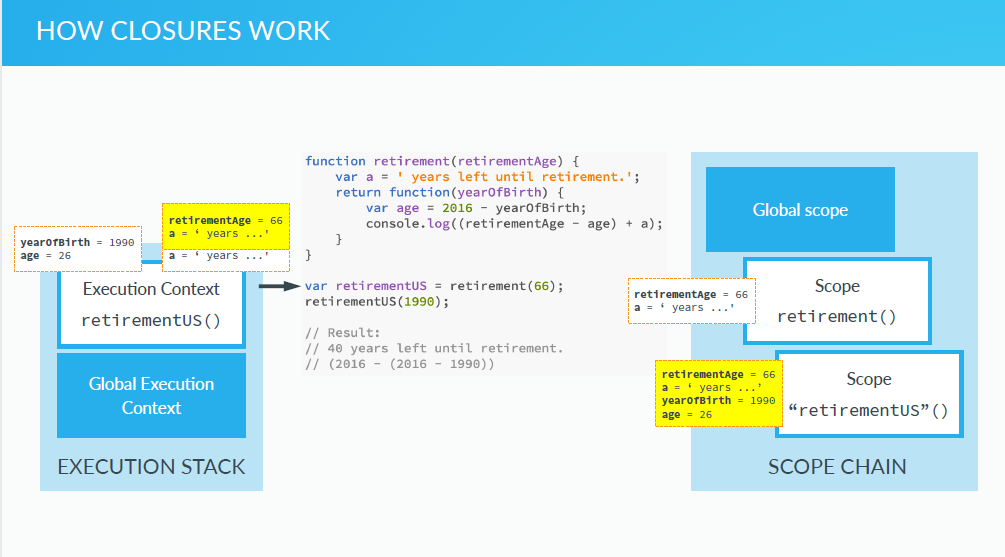 HOW CLOSURES WORK
yearOfBirth = 1990
age = 26
retirementAge = 66
a = ‘ years ...'
a = ‘ years ...'
Execution Context
retirementUS()
Global Execution
Context
EXECUTION STACK
function retirement(retirementAge) {
    var a = ' years left until retirement.';
    return function(yearOfBirth) {
        var age = 2016 - yearOfBirth;
        console.log((retirementAge - age) + a);
    }
}
var retirementUS = retirement(66);
retirementUS(1990);
// Result:
// 40 years left until retirement.
// (2016 - (2016 - 1990))
Global scope
retirementAge = 66
a = ‘ years ...'
Scope
retirement()
retirementAge = 66
a = ‘ years ...’
yearOfBirth = 1990
age = 26
Scope
“retirementUS”()
SCOPE CHAIN